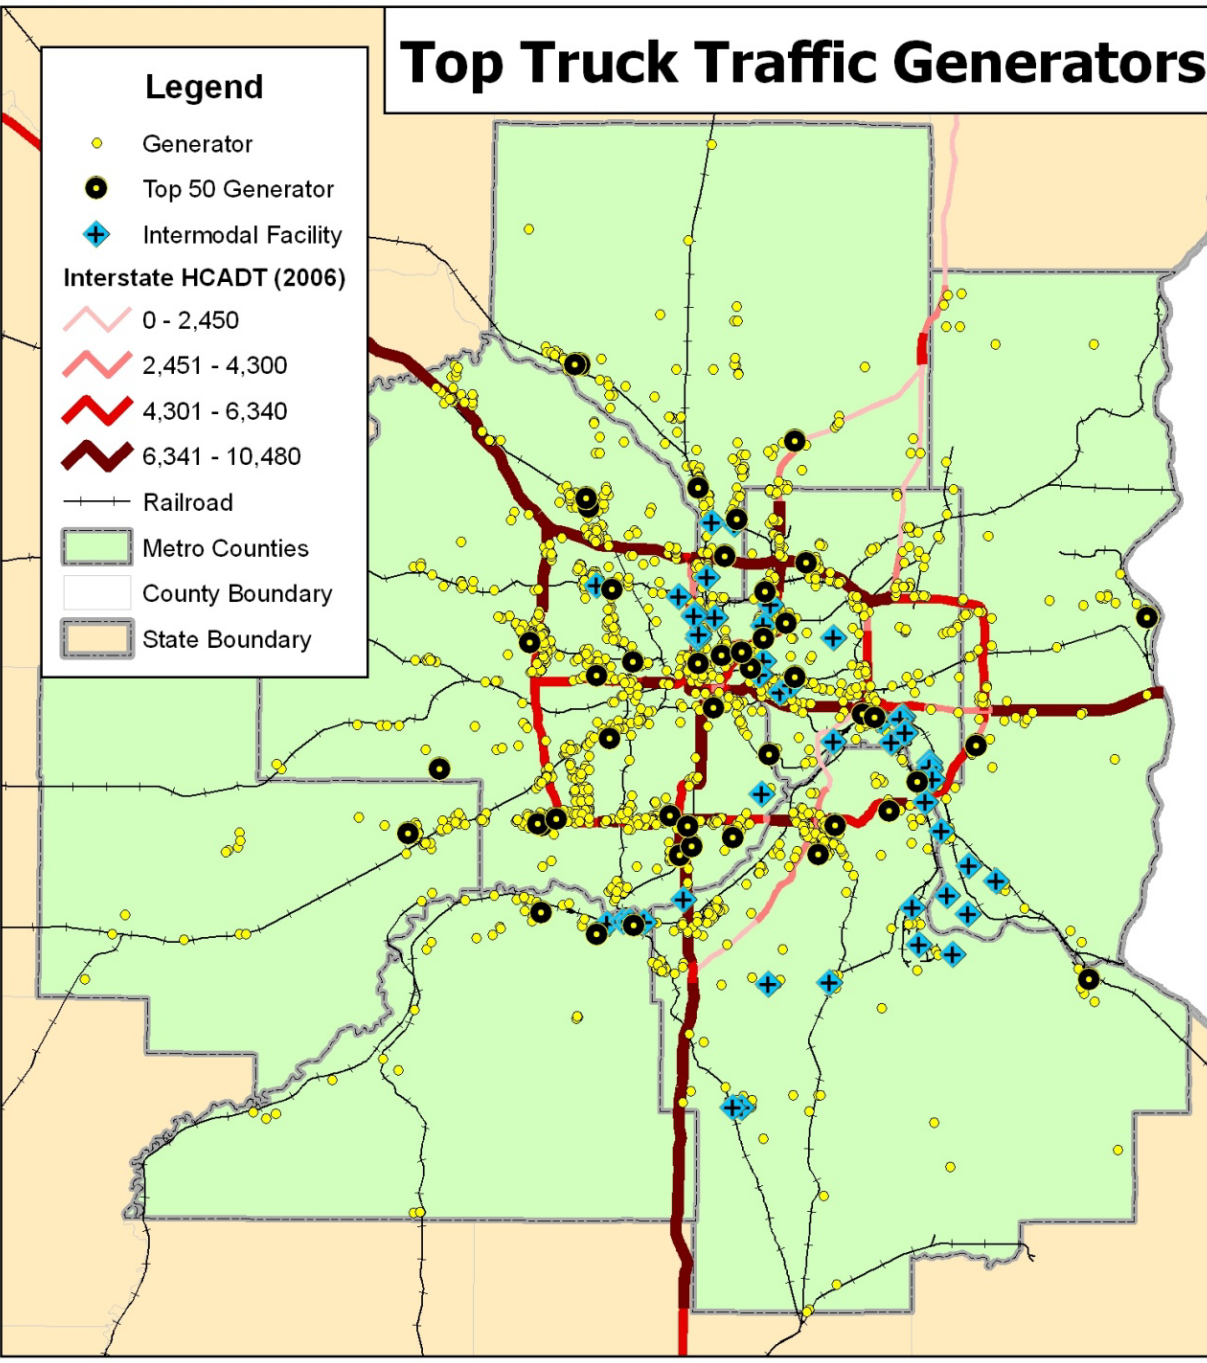 Top Truck Traffic Generators
Legend
Generator
Top 50 Generator
Intermodal Facility
Interstate HCADT (2006)
0 - 2,450
2,451 - 4,300
4,301 - 6,340
6,341 - 10,480
Railroad
Metro Counties
County Boundary
State Boundary